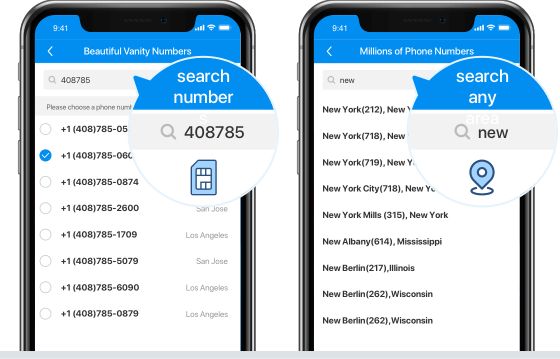 9:41
Beautiful Vanity Numbers
408785
search
number
s
408785
Please choose a phone
+1 (408)785-05
+1 (408)785-060
+1 (408)785-0874
+1 (408)785-2600 San Jose
+1 (408)785-1709 Los Angeles
+1 (408)785-5079 San Jose
+1 (408)785-6090 Los Angeles
+1 (408)785-0879 Los Angeles
9:41
Millions of Phone Numbers
new
search
any
area
new
New York(212), New Y
New York(718), New
New York(719), New Y
New York City(718), New Yo
New York Mills (315), New York
New Albany(614), Mississippi
New Berlin(217),Illinois
New Berlin(262),Wisconsin
New Berlin(262),Wisconsin